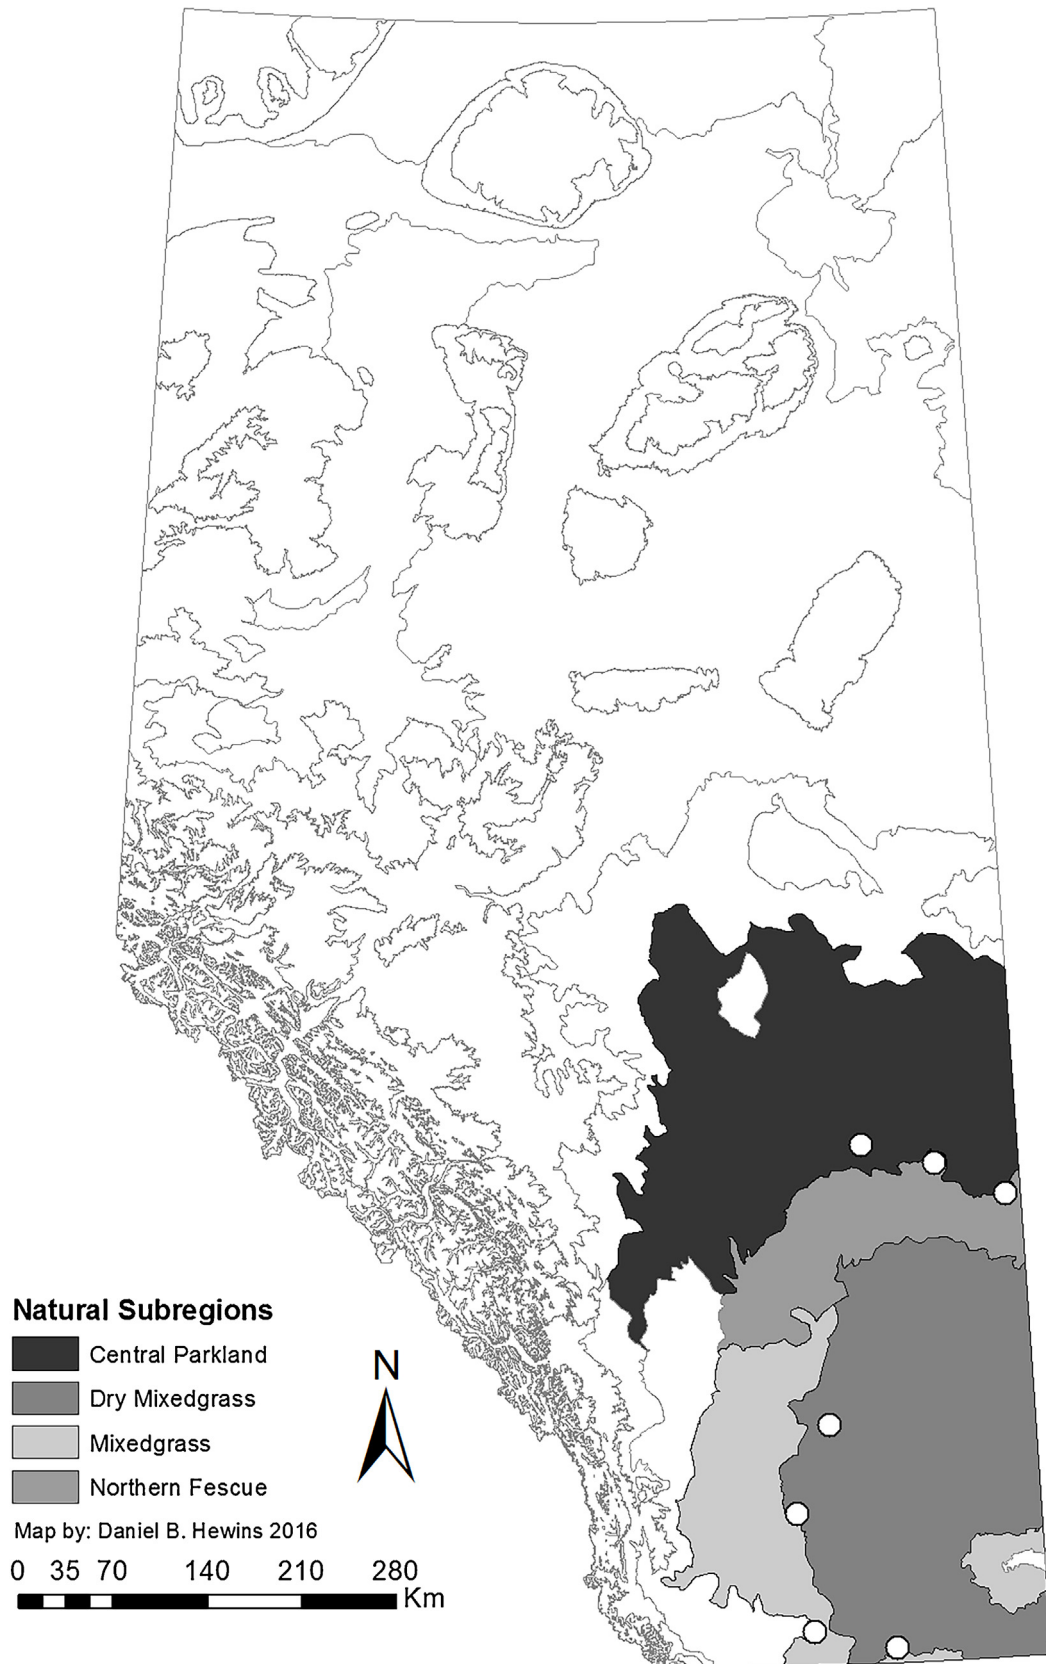 Natural Subregions
Central Parkland
Dry Mixedgrass
Mixedgrass
Northern Fescue
Map by: Daniel B. Hewins 2016
N
0 35 70 140 210 280
Km